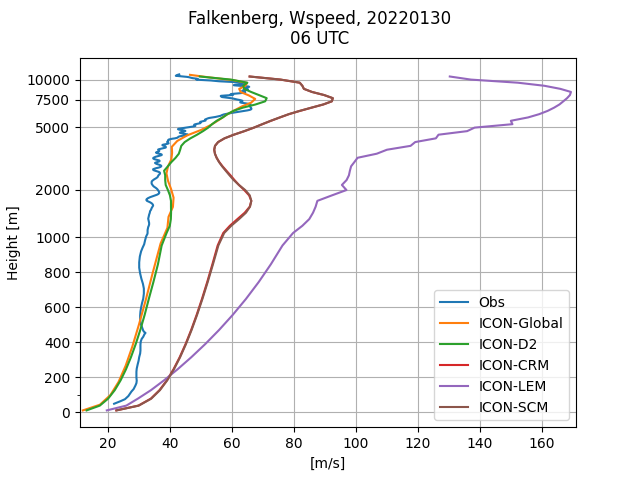 Falkenberg, Wspeed, 20220130
06 UTC
Height [m]
10000
7500
5000
2000
1000
800
600
400
200
0
20
40
60
80
100
120
140
160
[m/s]
Obs
ICON-Global
ICON-D2
ICON-CRM
ICON-LEM
ICON-SCM